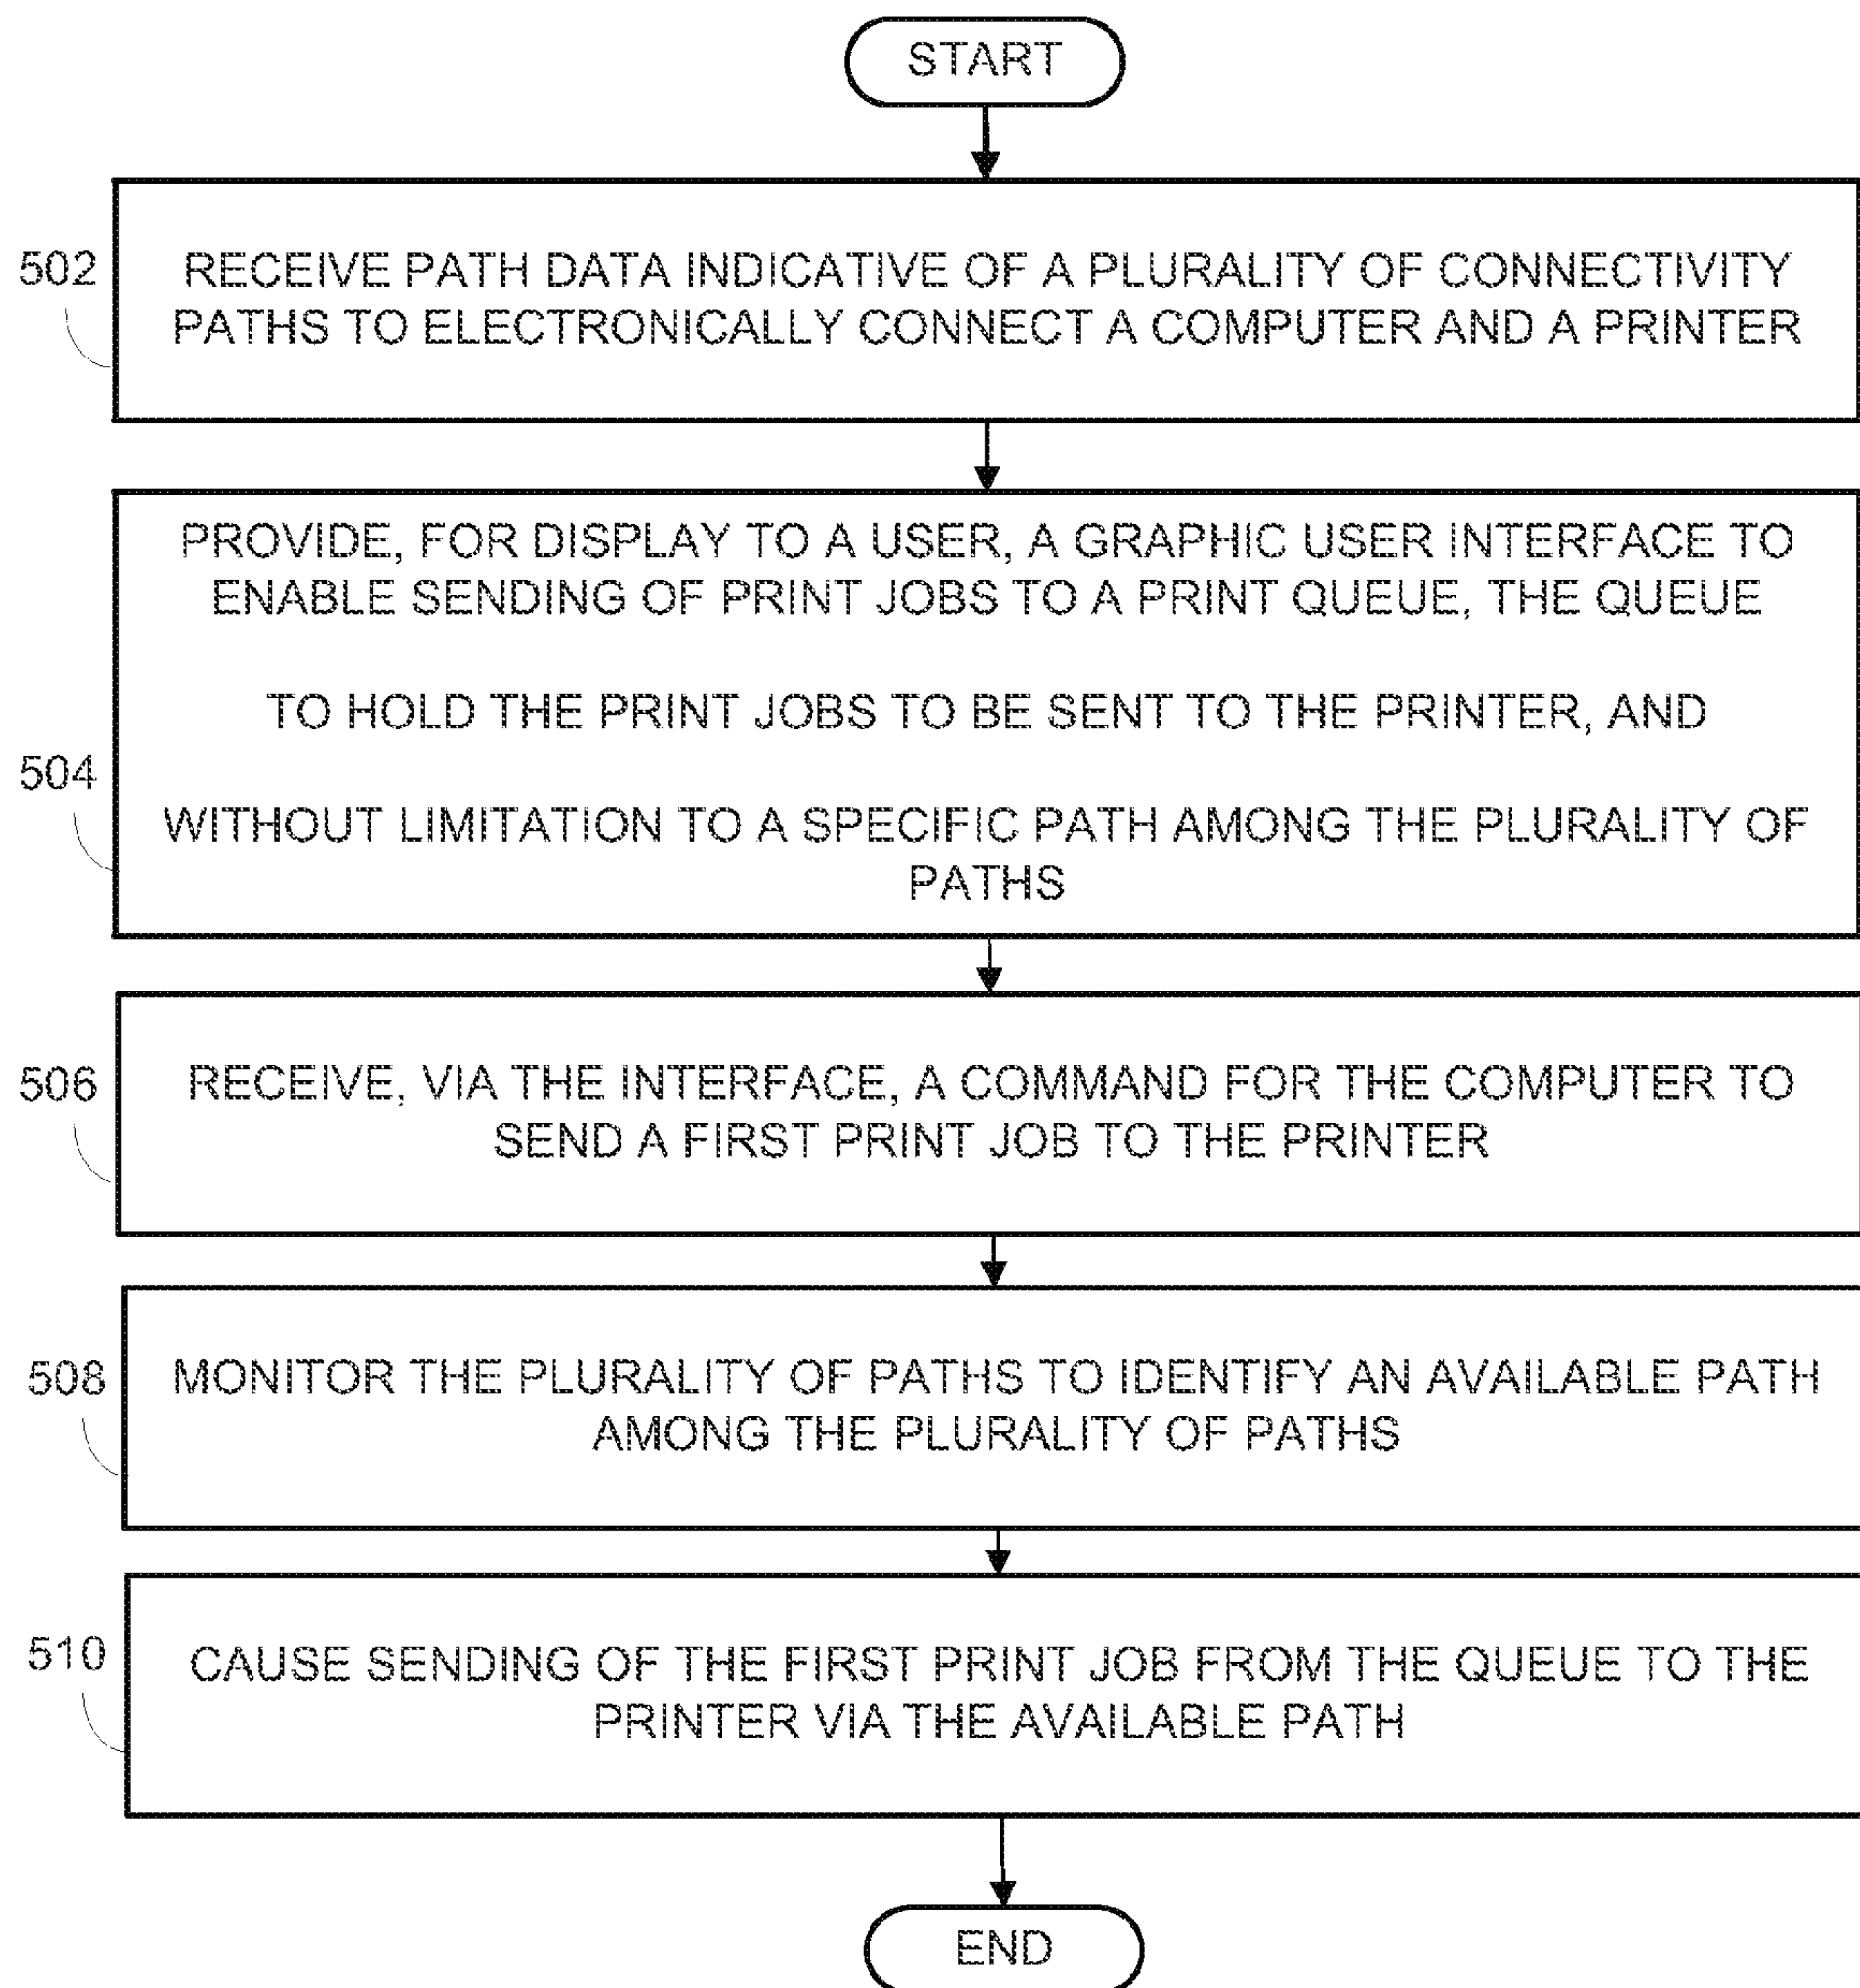 START
502
RECEIVE PATH DATA INDICATIVE OF A PLURALITY OF CONNECTIVITY
PATHS TO ELECTRONICALLY CONNECT A COMPUTER AND A PRINTER
504
PROVIDE, FOR DISPLAY TO A USER, A GRAPHIC USER INTERFACE TO
ENABLE SENDING OF PRINT JOBS TO A PRINT QUEUE, THE QUEUE
TO HOLD THE PRINT JOBS TO BE SENT TO THE PRINTER, AND
WITHOUT LIMITATION TO A SPECIFIC PATH AMONG THE PLURALITY OF
PATHS
506
RECEIVE, VIA THE INTERFACE, A COMMAND FOR THE COMPUTER TO
SEND A FIRST PRINT JOB TO THE PRINTER
508
MONITOR THE PLURALITY OF PATHS TO IDENTIFY AN AVAILABLE PATH
AMONG THE PLURALITY OF PATHS
510
CAUSE SENDING OF THE FIRST PRINT JOB FROM THE QUEUE TO THE
PRINTER VIA THE AVAILABLE PATH
END